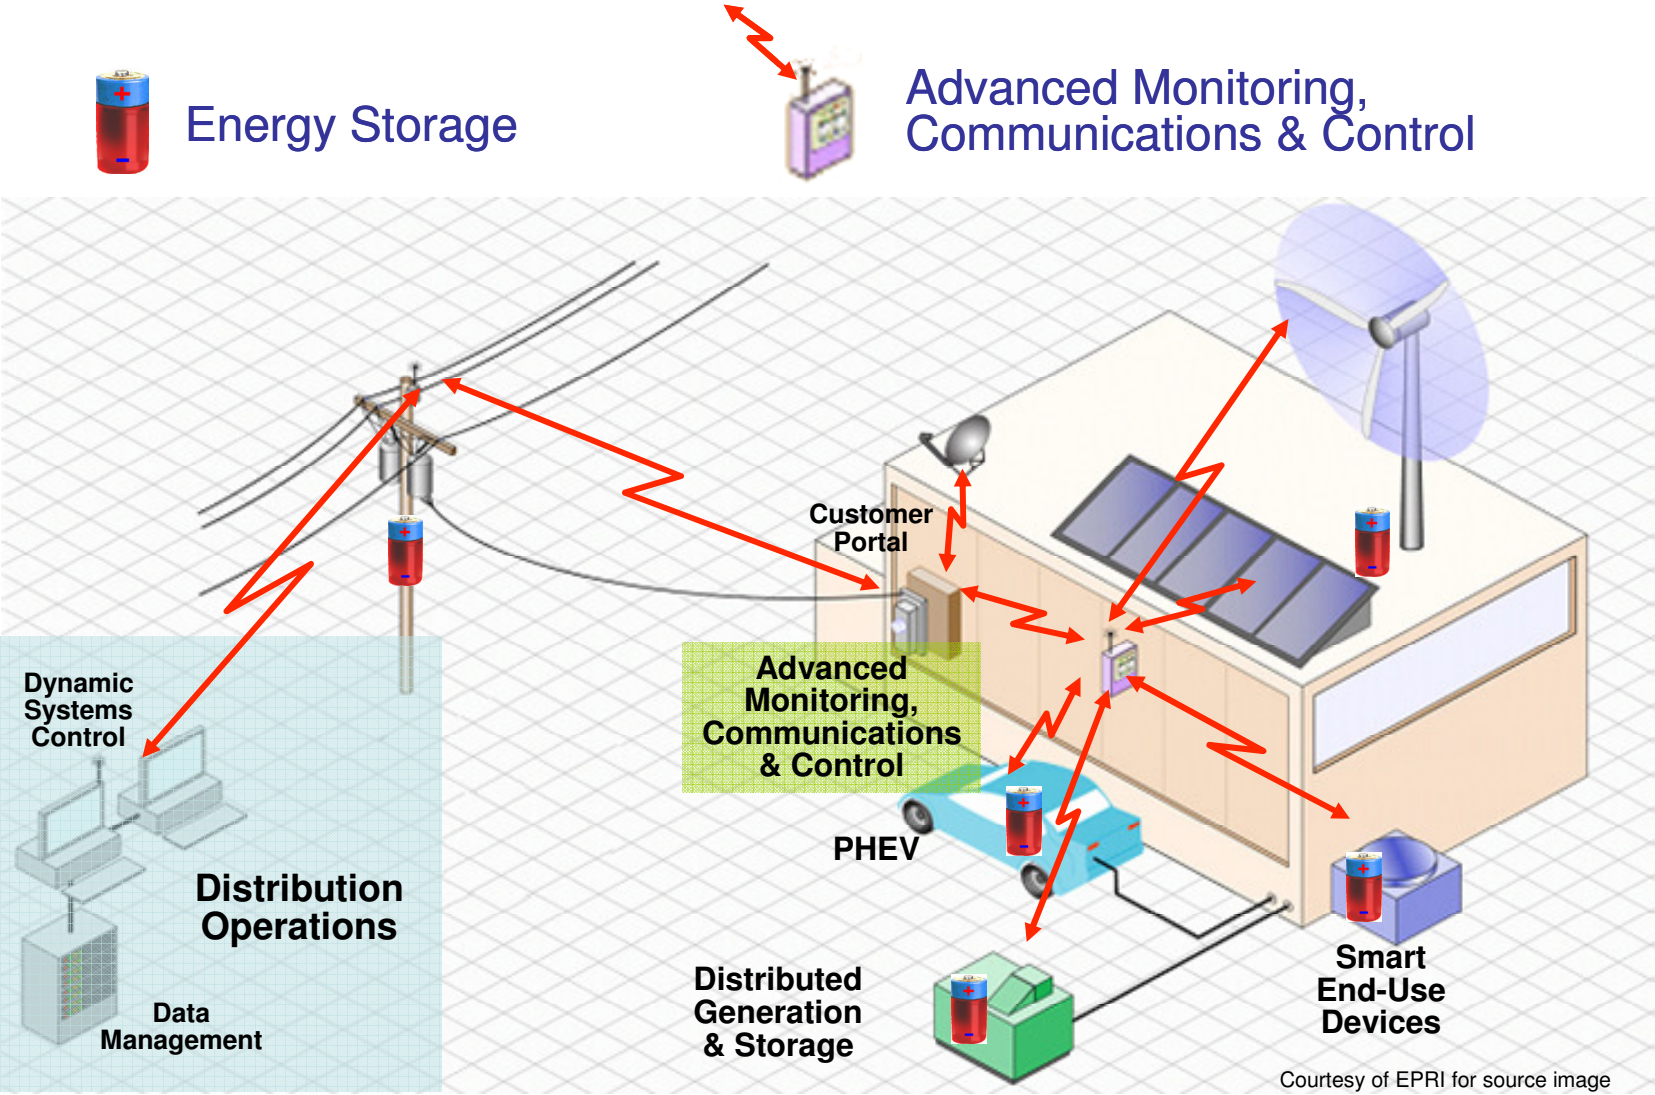 Energy Storage
Advanced Monitoring,
Communications & Control
Customer
Portal
Advanced
Monitoring,
Communications
& Control
Dynamic
Systems
Control
PHEV
Distribution
Operations
Distributed
Generation
& Storage
Smart
End-Use
Devices
Data
Management
Courtesy of EPRI for source image